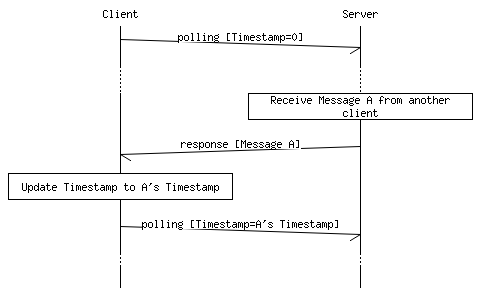 Client
Server
polling [Timestamp=0]
Receive Message A from another
client
response [Message A]
Update Timestamp to A's Timestamp
polling [Timestamp=A's Timestamp]